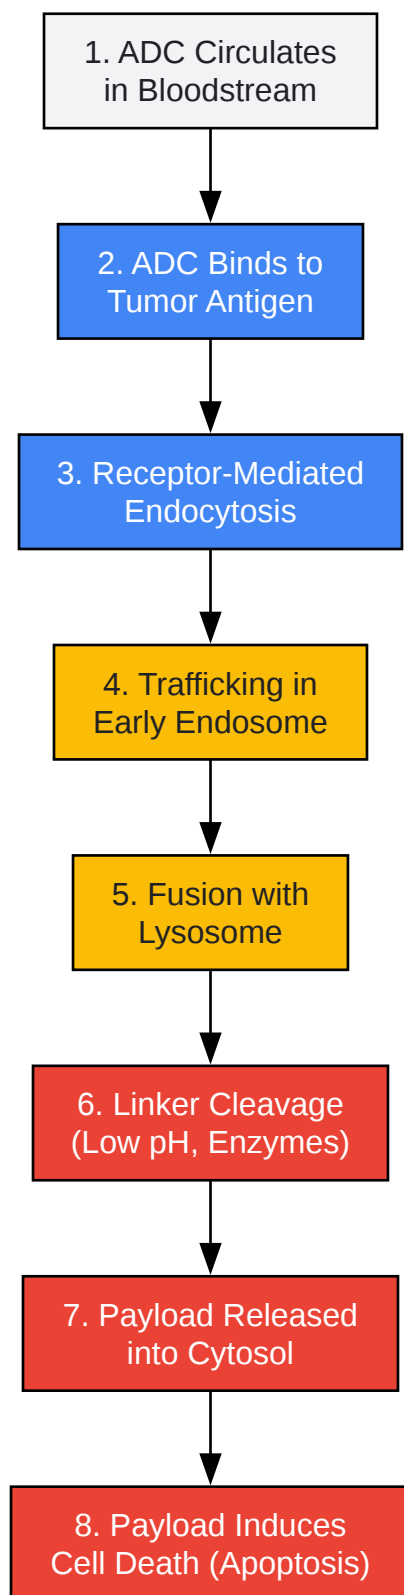 1. ADC Circulates
in Bloodstream
2. ADC Binds to
Tumor Antigen
3. Receptor-Mediated
Endocytosis
4. Trafficking in
Early Endosome
5. Fusion with
Lysosome
6. Linker Cleavage
(Low pH, Enzymes)
7. Payload Released
into Cytosol
8. Payload Induces
Cell Death (Apoptosis)